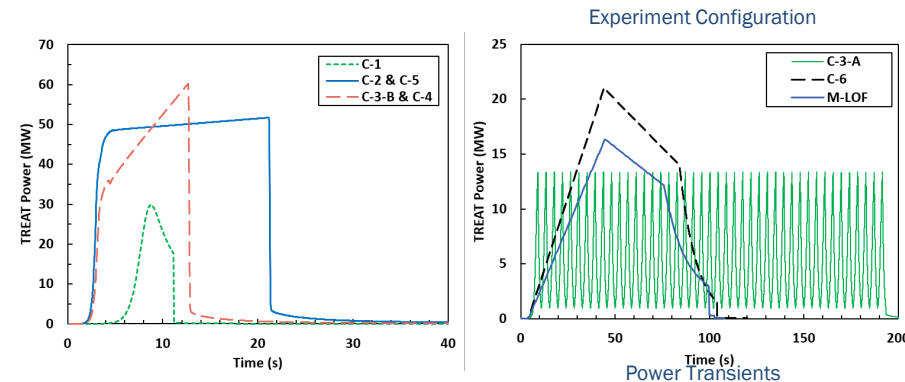 Experiment Configuration
70
60
50
40
30
20
10
0
TREAT Power (MW)
0
20
40
Time (s)
C-1
C-2 & C-5
C-3-B & C-4
25
20
15
10
5
0
TREAT Power (MW)
0
50
100
150
200
Time (s)
C-3-A
C-6
M-LOF
Power Transients